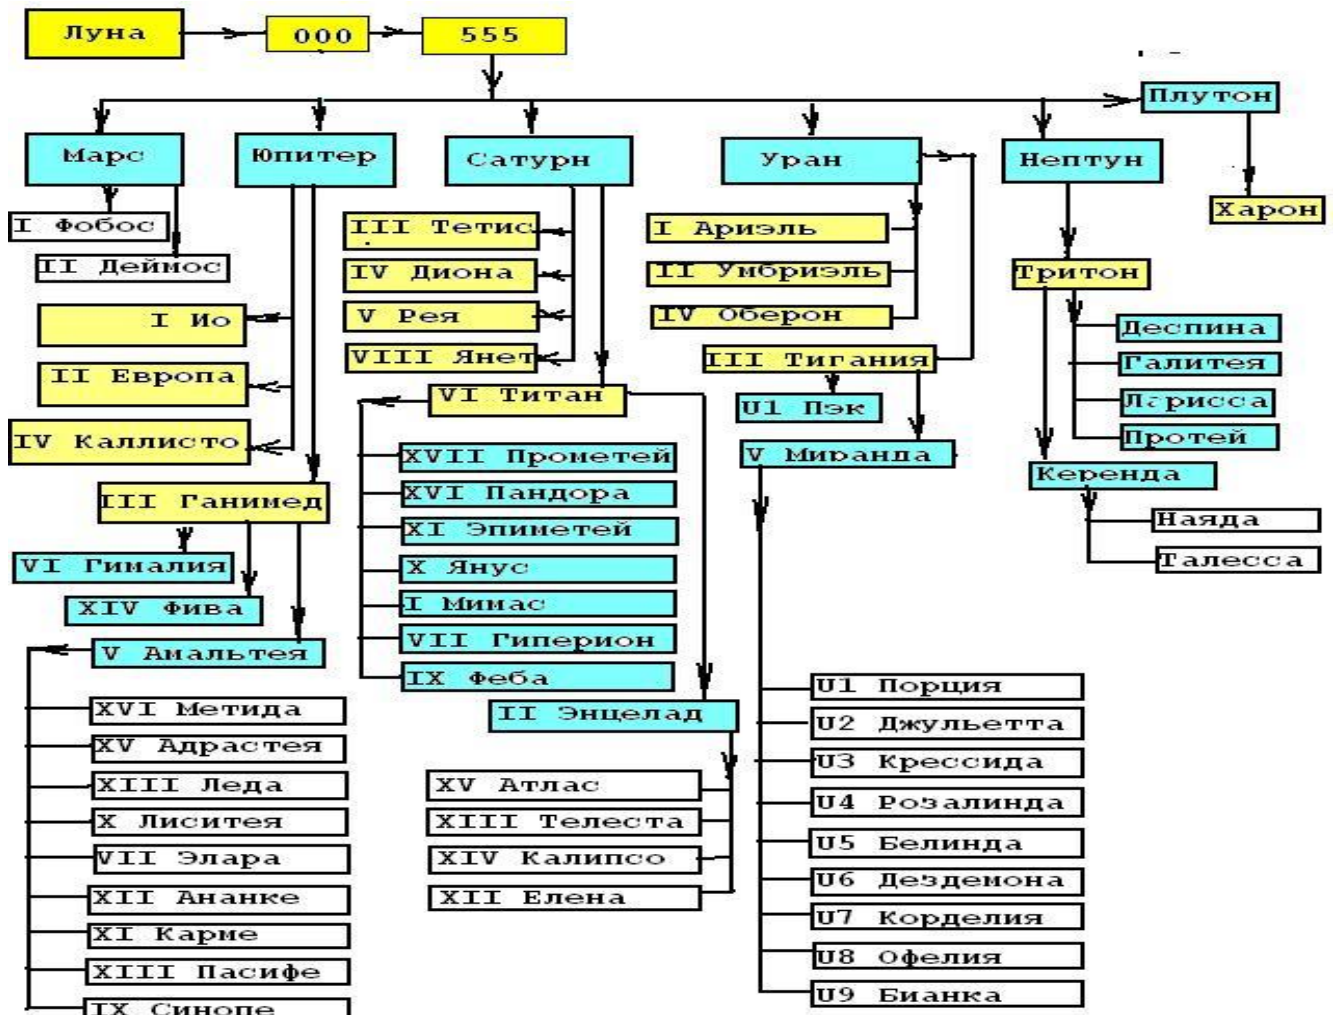 Луна
000
555
Плутон
Марс
Юпитер
Сатурн
Уран
Нептун
Харон
I Фобос
II Деймос
I Ио
II Европа
IV Каллисто
III Ганимед
VI Гималия
XIV Фива
V Амальтея
XVI Метида
XV Адрастея
XIII Леда
X Лиситея
VII Элара
XII Ананке
XI Карме
XIII Пасифе
IX Синопе
III Тетис
IV Диона
V Рея
VIII Янет
VI Титан
XVII Прометей
XVI Пандора
XI Эпиметей
X Янус
I Мимас
VII Гиперион
IX Феба
II Энцелад
XV Атлас
XIII Телеста
XIV Калипсо
XII Елена
I Ариэль
II Умбриэль
IV Оберон
III Тигания
U1 Пэк
V Миранда
U1 Порция
U2 Джульетта
U3 Крессида
U4 Розалинда
U5 Белинда
U6 Дездемона
U7 Корделия
U8 Офелия
U9 Бианка
Тритон
Деспина
Галитея
Ларисса
Протей
Керенда
Наяда
Талесса